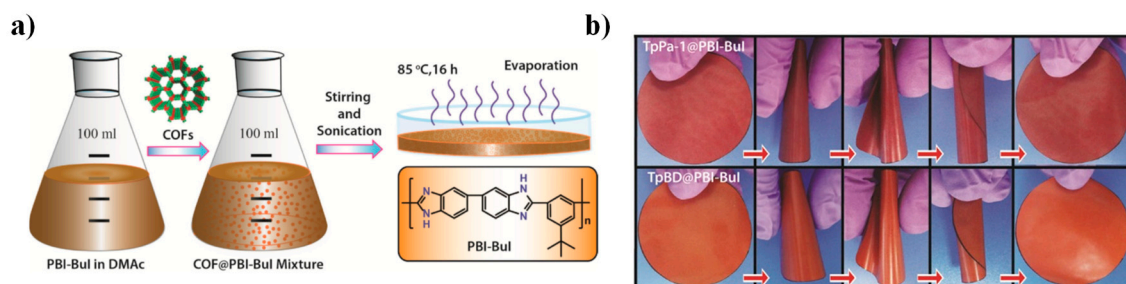 a)
100 ml
COFs
100 ml
Stirring
and
Sonication
85 °C,16 h
Evaporation
N
H
N
N
H
N
n
PBI-BuI
PBI-BuI in DMAc
COF@PBI-BuI Mixture
b)
TpPa-1@PBI-BuI
TpBD@PBI-BuI